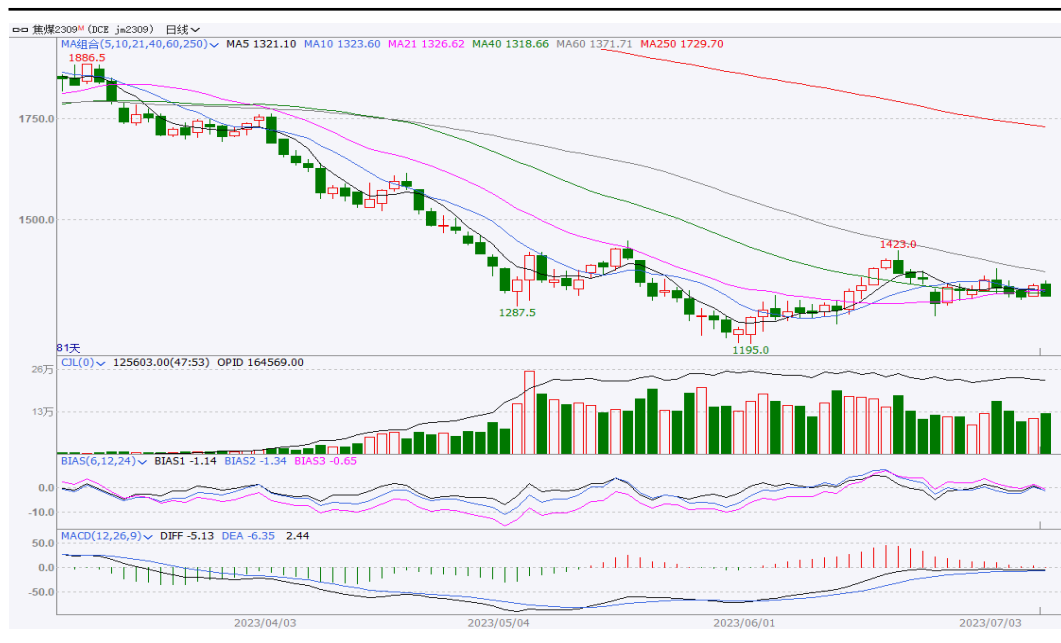 焦煤2309M (DCE jm2309) 日线
MA组合(5,10,21,40,60,250) MA5 1321.10 MA10 1323.60 MA21 1326.62 MA40 1318.66 MA60 1371.71 MA250 1729.70
1886.5
1750.0
1500.0
1423.0
1287.5
1195.0
81天
CJL(0) 125603.00(47:53) OPID 164569.00
26万
13万
BIAS(6,12,24) BIAS1 -1.14 BIAS2 -1.34 BIAS3 -0.65
0.0
-10.0
MACD(12,26,9) DIFF -5.13 DEA -6.35 2.44
50.0
0.0
-50.0
2023/04/03 2023/05/04 2023/06/01 2023/07/03